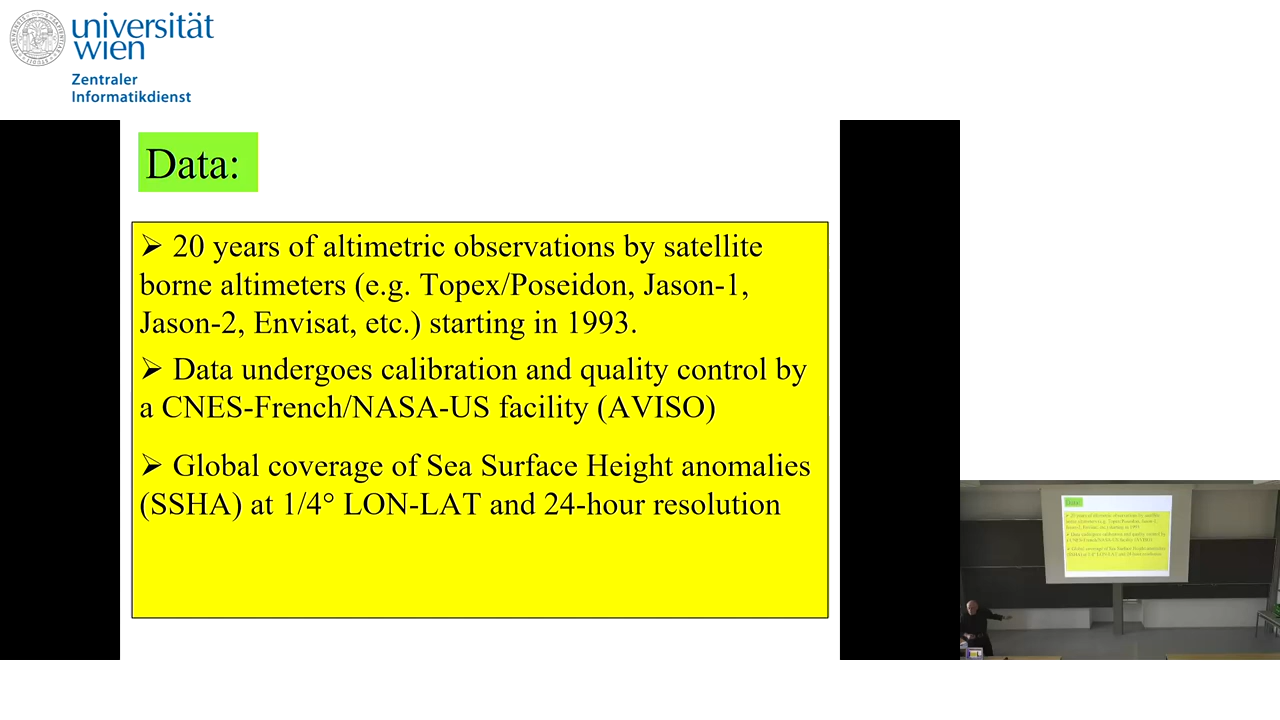 universität
wien
Zentraler
Informatikdienst
Data:
➢ 20 years of altimetric observations by satellite
borne altimeters (e.g. Topex/Poseidon, Jason-1,
Jason-2, Envisat, etc.) starting in 1993.
➢ Data undergoes calibration and quality control by
a CNES-French/NASA-US facility (AVISO)
➢ Global coverage of Sea Surface Height anomalies
(SSHA) at 1/4° LON-LAT and 24-hour resolution
Data: